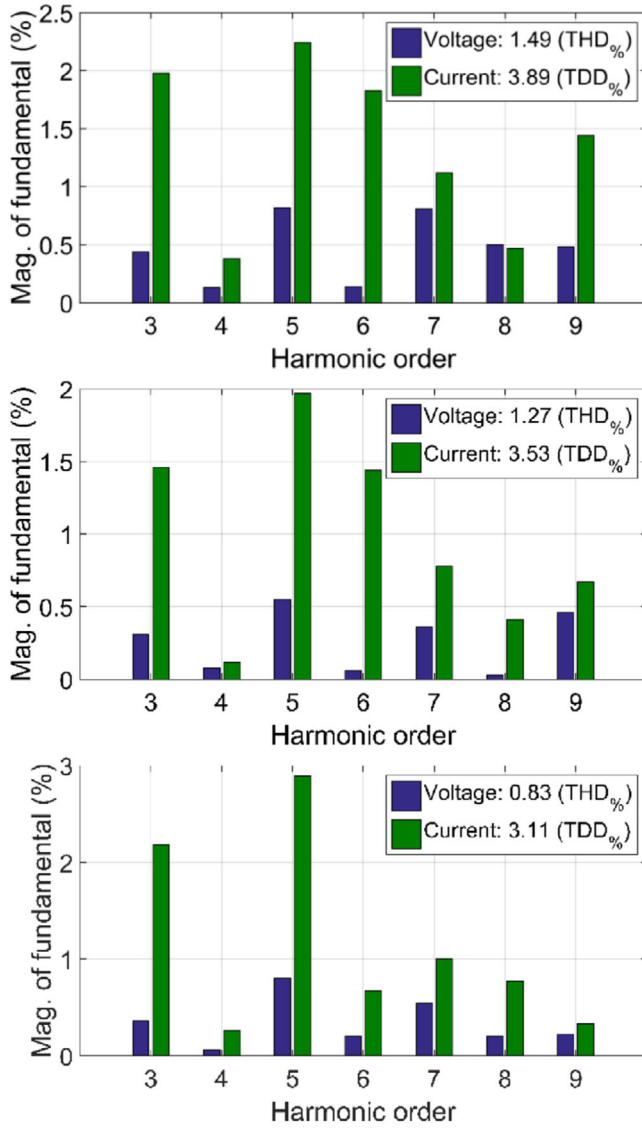 Mag. of fundamental (%)
2.5
2
1.5
1
0.5
0
Voltage: 1.49 (THD%)
Current: 3.89 (TDD%)
3 4 5 6 7 8 9
Harmonic order
Mag. of fundamental (%)
2
1.5
1
0.5
0
Voltage: 1.27 (THD%)
Current: 3.53 (TDD%)
3 4 5 6 7 8 9
Harmonic order
Mag. of fundamental (%)
3
2
1
0
Voltage: 0.83 (THD%)
Current: 3.11 (TDD%)
3 4 5 6 7 8 9
Harmonic order